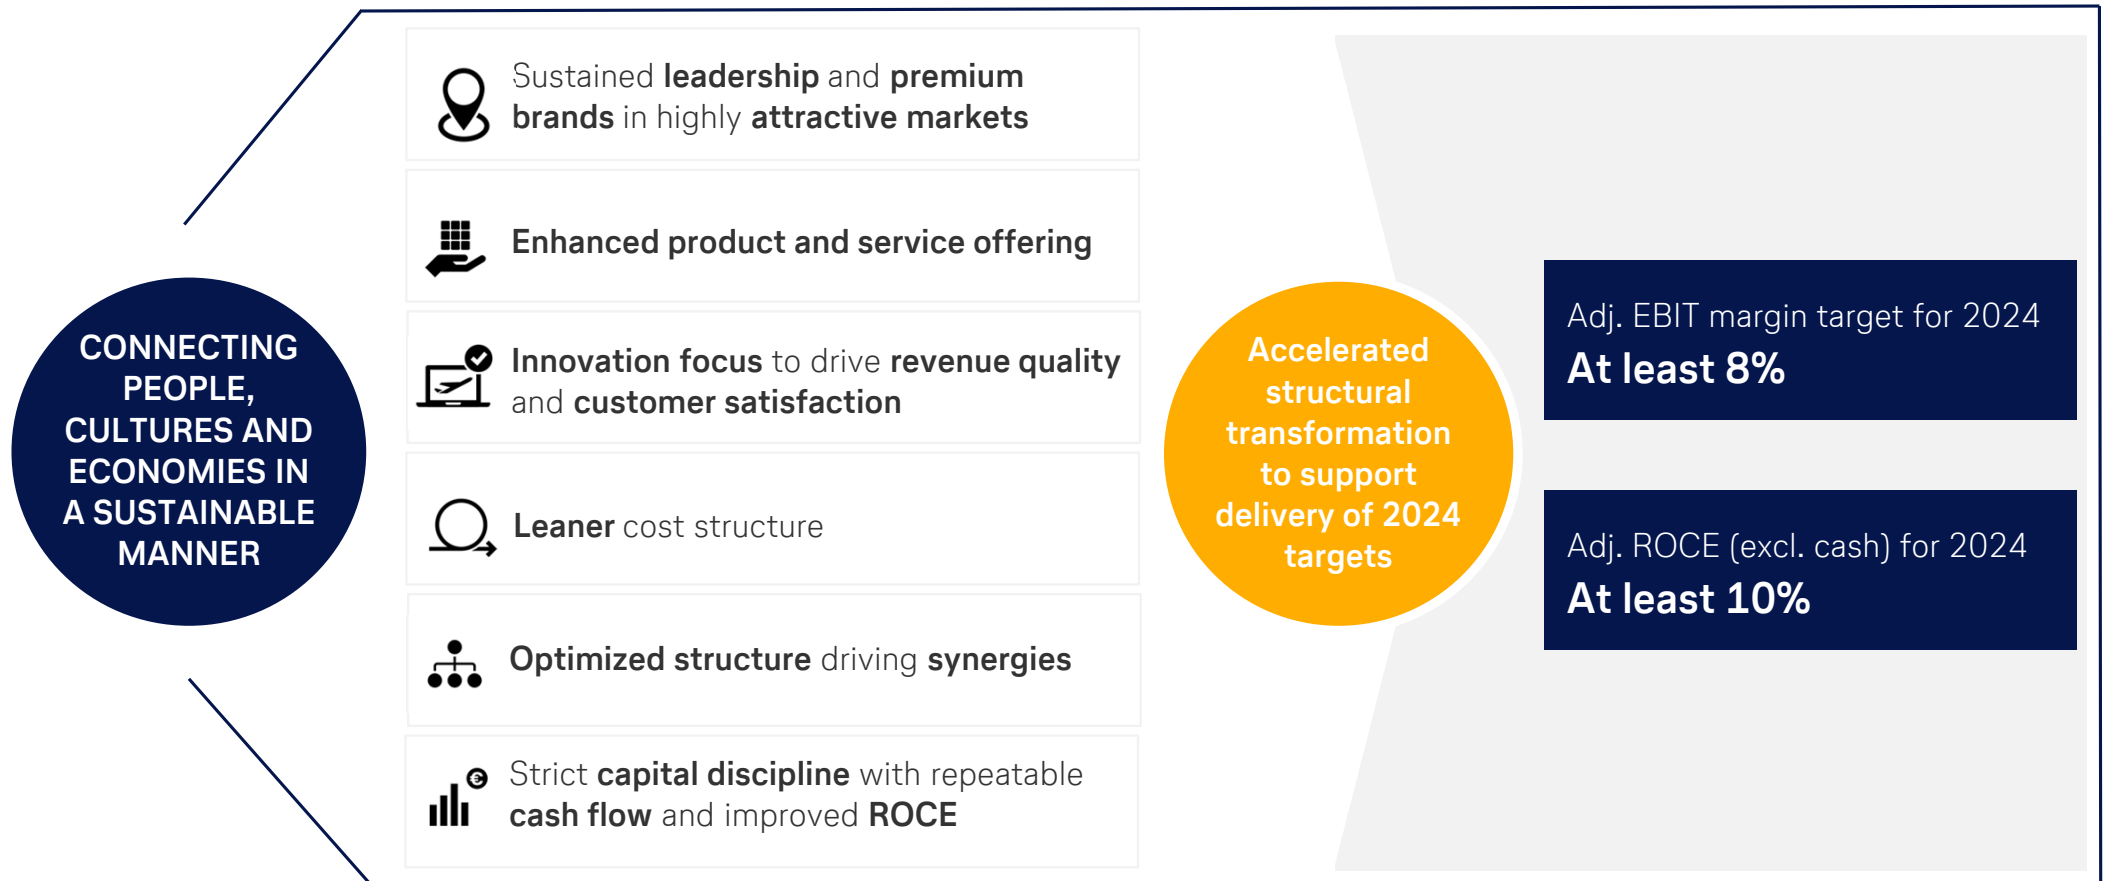 CONNECTING
PEOPLE,
CULTURES AND
ECONOMIES IN
A SUSTAINABLE
MANNER
Sustained leadership and premium
brands in highly attractive markets
Enhanced product and service offering
Innovation focus to drive revenue quality
and customer satisfaction
Leaner cost structure
Optimized structure driving synergies
Strict capital discipline with repeatable
cash flow and improved ROCE
Accelerated
structural
transformation
to support
delivery of 2024
targets
Adj. EBIT margin target for 2024
At least 8%
Adj. ROCE (excl. cash) for 2024
At least 10%